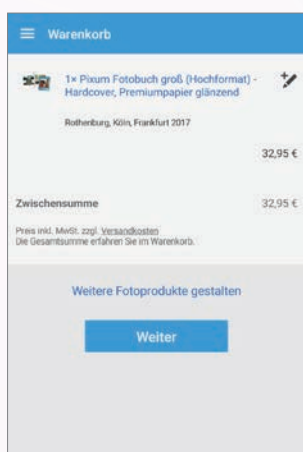 Warenkorb
1× Pixum Fotobuch groß (Hochformat) -
Hardcover, Premiumpapier glänzend
Rothenburg, Köln, Frankfurt 2017
32,95 €
Zwischensumme 32,95 €
Preis inkl. MwSt. zzgl. Versandkosten
Die Gesamtsumme erfahren Sie im Warenkorb.
Weitere Fotoprodukte gestalten
Weiter